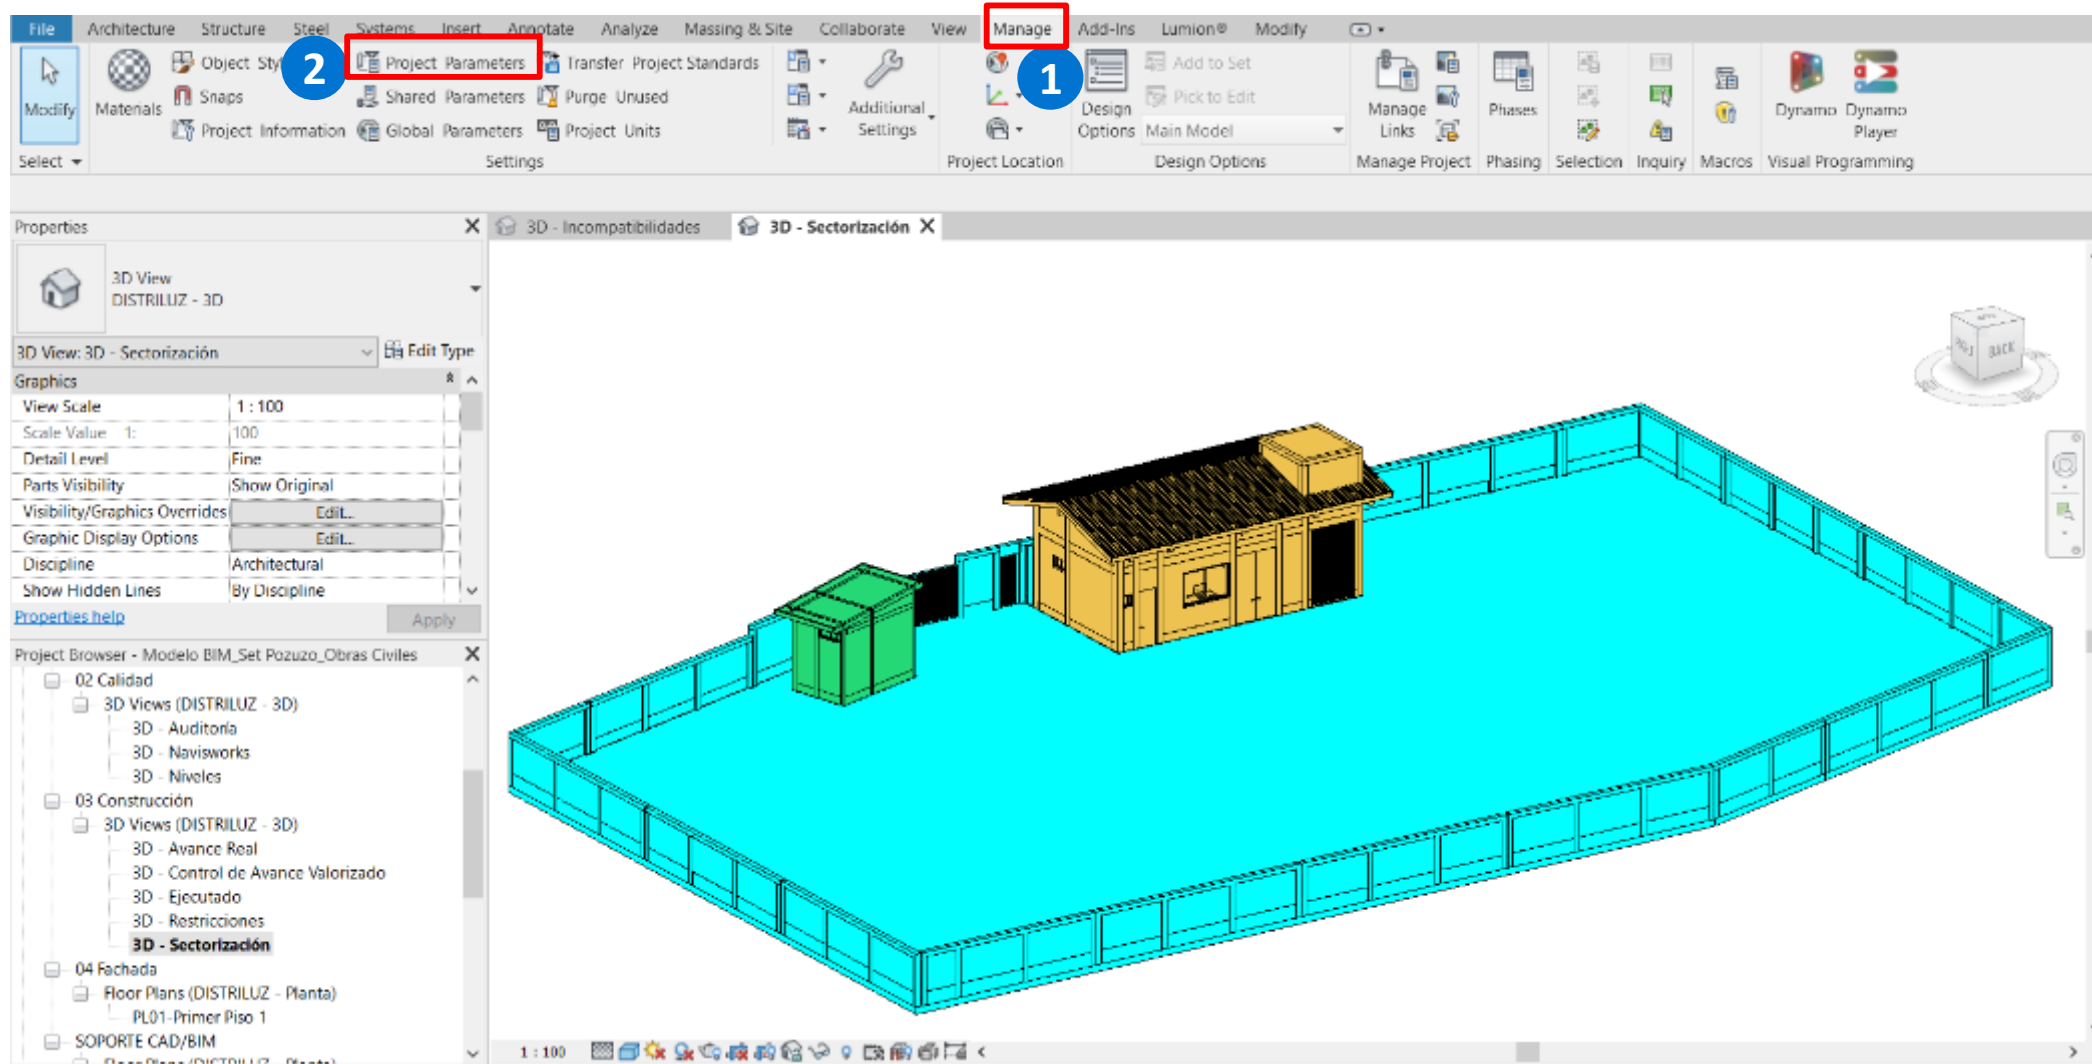 File Architecture Structure Steel Systems Insert Annotate Analyze Massing & Site Collaborate View Manage Add-Ins Lumion® Modify
2 1
Modify
Materials
Object Sty
Snaps
Project Information
Project Parameters
Shared Parameters
Global Parameters
Transfer Project Standards
Purge Unused
Project Units
Additional
Settings
Design
Options
Add to Set
Pick to Edit
Main Model
Manage
Links
Phases
Dynamo
Dynamo
Player
Select Settings Project Location Design Options Manage Project Phasing Selection Inquiry Macros Visual Programming
Properties
3D - Incompatibilidades
3D - Sectorización
3D View
DISTRILUZ - 3D
3D View: 3D - Sectorización Edit Type
Graphics
View Scale 1 : 100
Scale Value 1: 100
Detail Level Fine
Parts Visibility Show Original
Visibility/Graphics Overrides Edit...
Graphic Display Options Edit...
Discipline Architectural
Show Hidden Lines By Discipline
Properties help Apply
Project Browser - Modelo BIM_Set Pozuzo_Obras Civiles
02 Calidad
3D Views (DISTRILUZ - 3D)
3D - Auditoría
3D - Navisworks
3D - Niveles
03 Construcción
3D Views (DISTRILUZ - 3D)
3D - Avance Real
3D - Control de Avance Valorizado
3D - Ejecutado
3D - Restricciones
3D - Sectorización
04 Fachada
Floor Plans (DISTRILUZ - Planta)
PL01-Primer Piso 1
SOPORTE CAD/BIM
Floor Plans (DISTRILUZ - Planta)
BACK
1 : 100